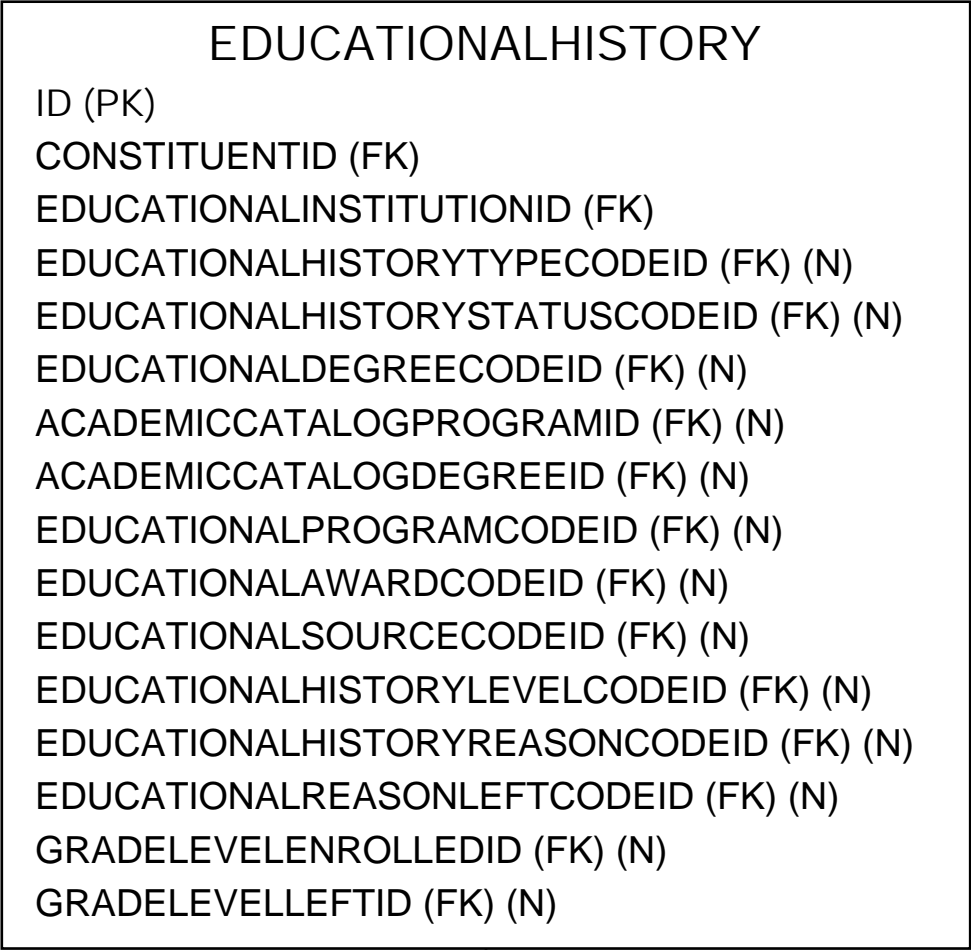 EDUCATIONALHISTORY
ID (PK)
CONSTITUENTID (FK)
EDUCATIONALINSTITUTIONID (FK)
EDUCATIONALHISTORYTYPECODEID (FK) (N)
EDUCATIONALHISTORYSTATUSCODEID (FK) (N)
EDUCATIONALDEGREECODEID (FK) (N)
ACADEMICCATALOGPROGRAMID (FK) (N)
ACADEMICCATALOGDEGREEID (FK) (N)
EDUCATIONALPROGRAMCODEID (FK) (N)
EDUCATIONALAWARDCODEID (FK) (N)
EDUCATIONALSOURCECODEID (FK) (N)
EDUCATIONALHISTORYLEVELCODEID (FK) (N)
EDUCATIONALHISTORYREASONCODEID (FK) (N)
EDUCATIONALREASONLEFTCODEID (FK) (N)
GRADELEVELENROLLEDID (FK) (N)
GRADELEVELLEFTID (FK) (N)